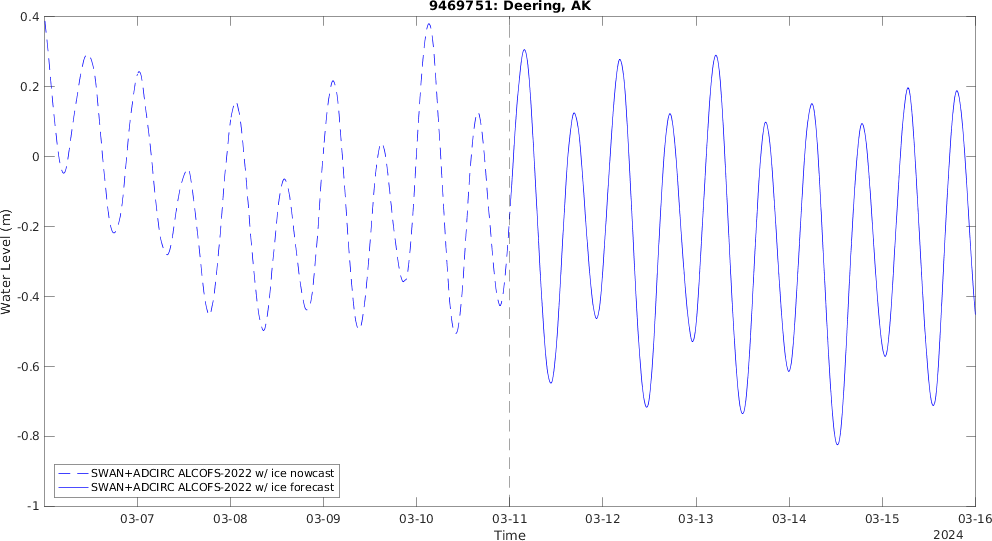 9469751: Deering, AK
0.4
0.2
0
-0.2
-0.4
-0.6
-0.8
-1
Water Level (m)
SWAN+ADCIRC ALCOFS-2022 w/ ice nowcast
SWAN+ADCIRC ALCOFS-2022 w/ ice forecast
03-07 03-08 03-09 03-10 03-11 03-12 03-13 03-14 03-15 03-16
Time
2024